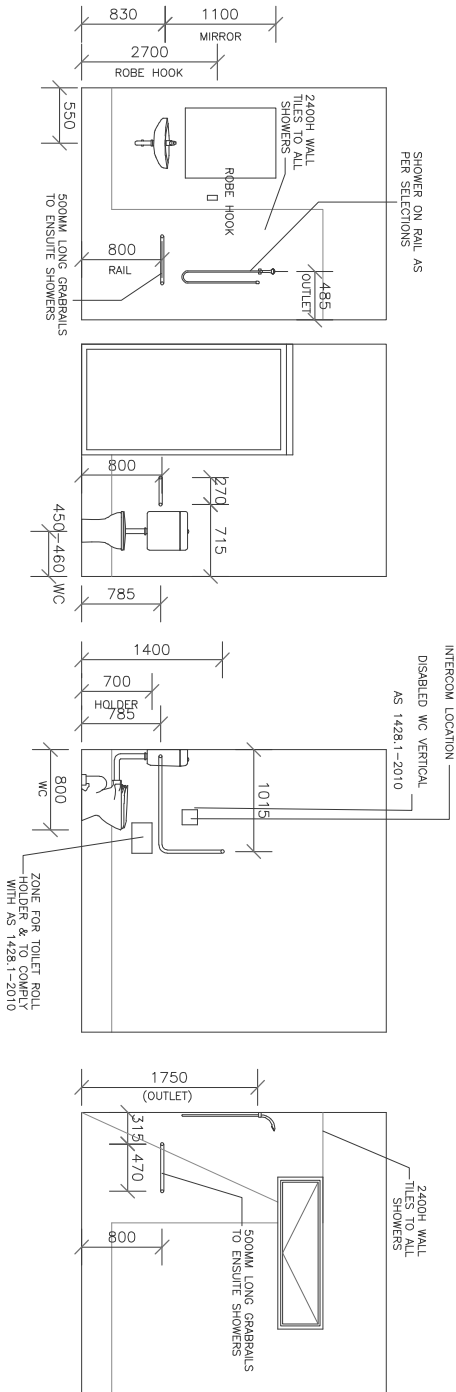 830
1100
MIRROR
2700
ROBE HOOK
550
2400H WALL
TILES TO ALL
SHOWERS
SHOWER ON RAIL AS
PER SELECTIONS
ROBE HOOK
500MM LONG GRABRAILS
TO ENSUITE SHOWERS
800
RAIL
485
OUTLET
800
270
715
450-460 WC
785
1400
700
HOLDER
785
INTERCOM LOCATION
DISABLED WC VERTICAL
AS 1428.1-2010
1015
800
WC
ZONE FOR TOILET ROLL
HOLDER & TO COMPLY
WITH AS 1428.1-2010
1750
(OUTLET)
315
470
800
2400H WALL
TILES TO ALL
SHOWERS
500MM LONG GRABRAILS
TO ENSUITE SHOWERS